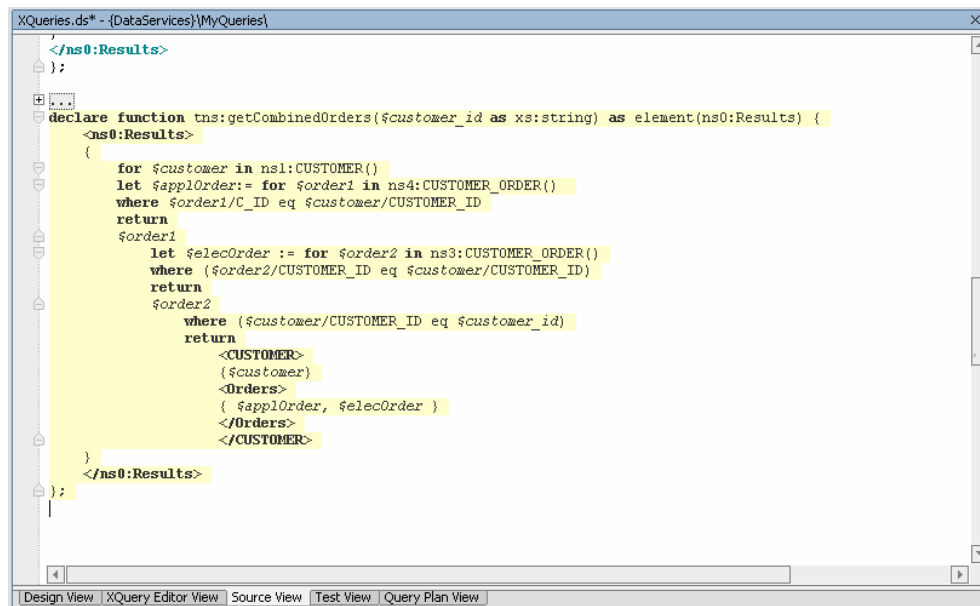 XQueries.ds* - {DataServices}\MyQueries\
</ns0:Results>
};
...
declare function tns:getCombinedOrders($customer_id as xs:string) as element(ns0:Results) {
<ns0:Results>
{
for $customer in ns1:CUSTOMER()
let $applOrder:= for $order1 in ns4:CUSTOMER_ORDER()
where $order1/C_ID eq $customer/CUSTOMER_ID
return
$order1
let $elecOrder := for $order2 in ns3:CUSTOMER_ORDER()
where ($order2/CUSTOMER_ID eq $customer/CUSTOMER_ID)
return
$order2
where ($customer/CUSTOMER_ID eq $customer_id)
return
<CUSTOMER>
{$customer}
<Orders>
{ $applOrder, $elecOrder }
</Orders>
</CUSTOMER>
}
</ns0:Results>
};
Design View XQuery Editor View Source View Test View Query Plan View